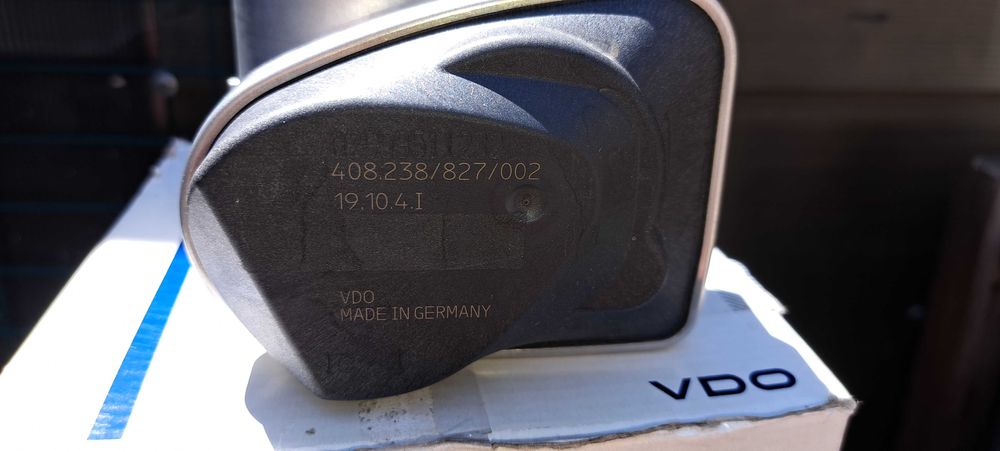 408.238/827/002
19.10.4.I
VDO
MADE IN GERMANY
VDO